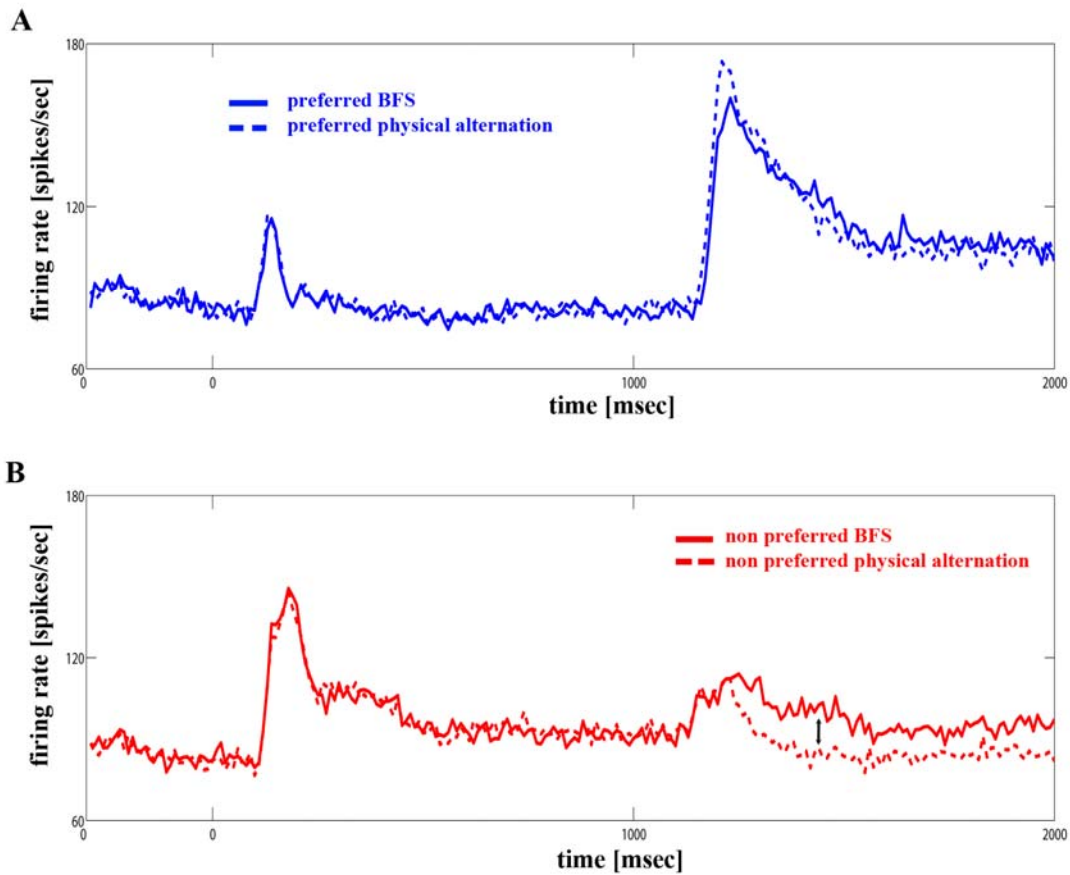 A
180
120
60
firing rate [spikes/sec]
preferred BFS
preferred physical alternation
0 0 1000 2000
time [msec]
B
180
120
60
firing rate [spikes/sec]
non preferred BFS
non preferred physical alternation
0 0 1000 2000
time [msec]